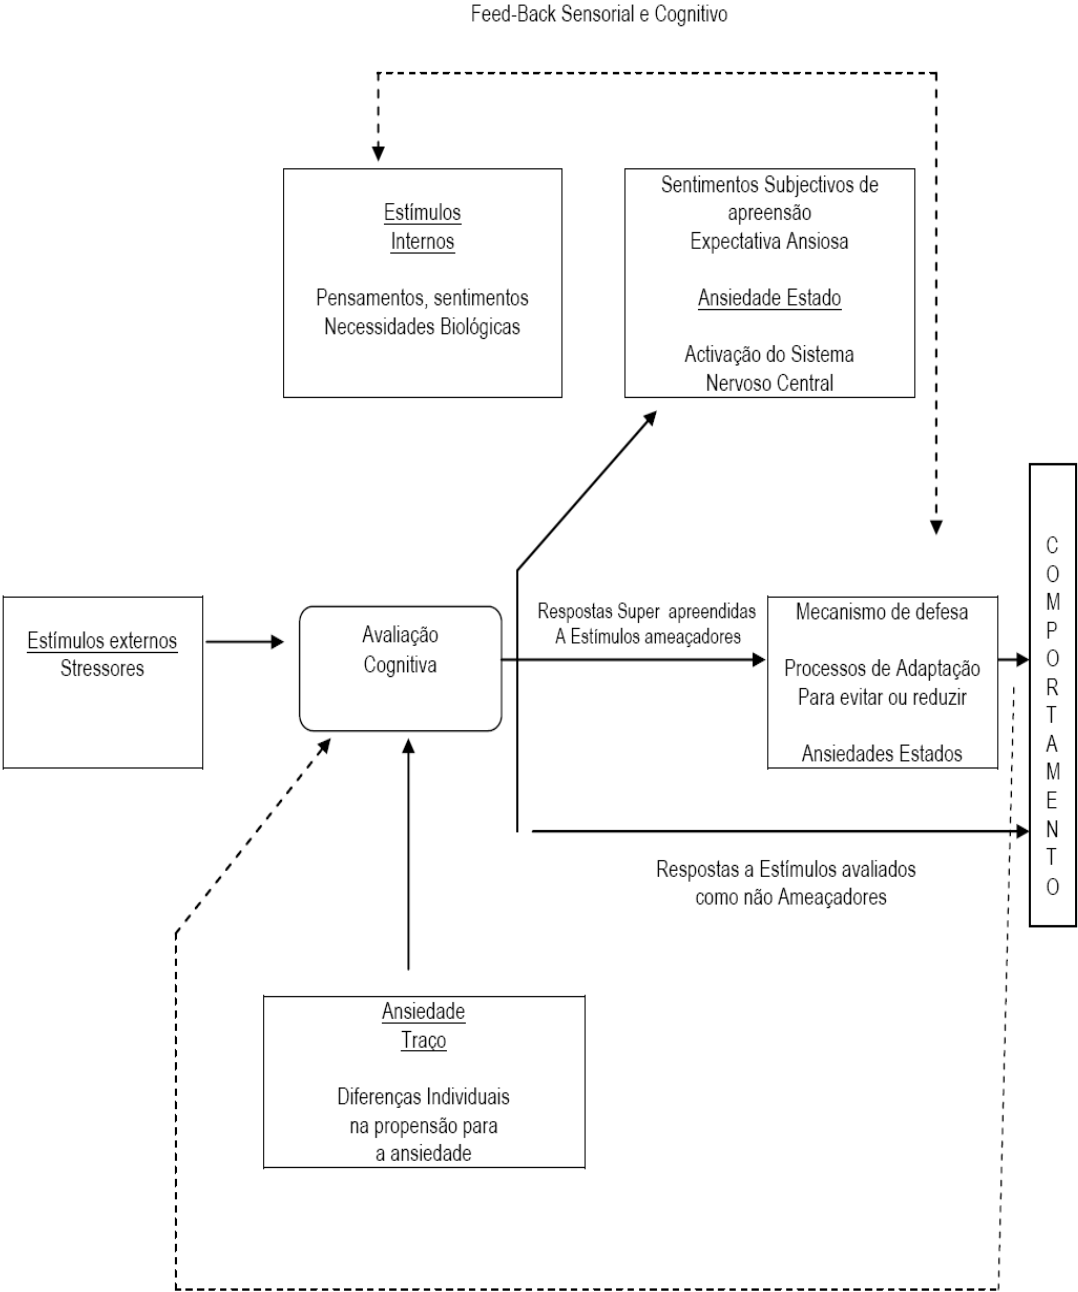 Feed-Back Sensorial e Cognitivo
Estímulos
Internos
Pensamentos, sentimentos
Necessidades Biológicas
Sentimentos Subjectivos de
apreensão
Expectativa Ansiosa
Ansiedade Estado
Activação do Sistema
Nervoso Central
Estímulos externos
Stressores
Avaliação
Cognitiva
Respostas Super apreendidas
A Estímulos ameaçadores
Mecanismo de defesa
Processos de Adaptação
Para evitar ou reduzir
Ansiedades Estados
C
O
M
P
O
R
T
A
M
E
N
T
O
Respostas a Estímulos avaliados
como não Ameaçadores
Ansiedade
Traço
Diferenças Individuais
na propensão para
a ansiedade